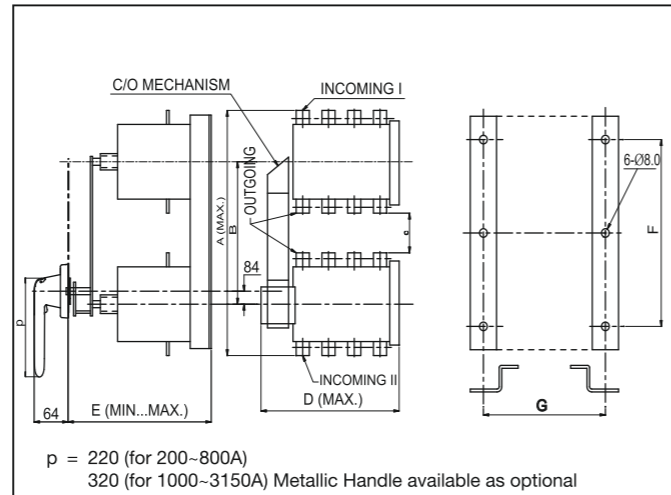 C/O MECHANISM
INCOMING I
OUTGOING
A (MAX.)
B
c
84
6-Ø8.0
F
p
64
E (MIN...MAX.)
INCOMING II
D (MAX.)
G
p = 220 (for 200~800A)
320 (for 1000~3150A) Metallic Handle available as optional